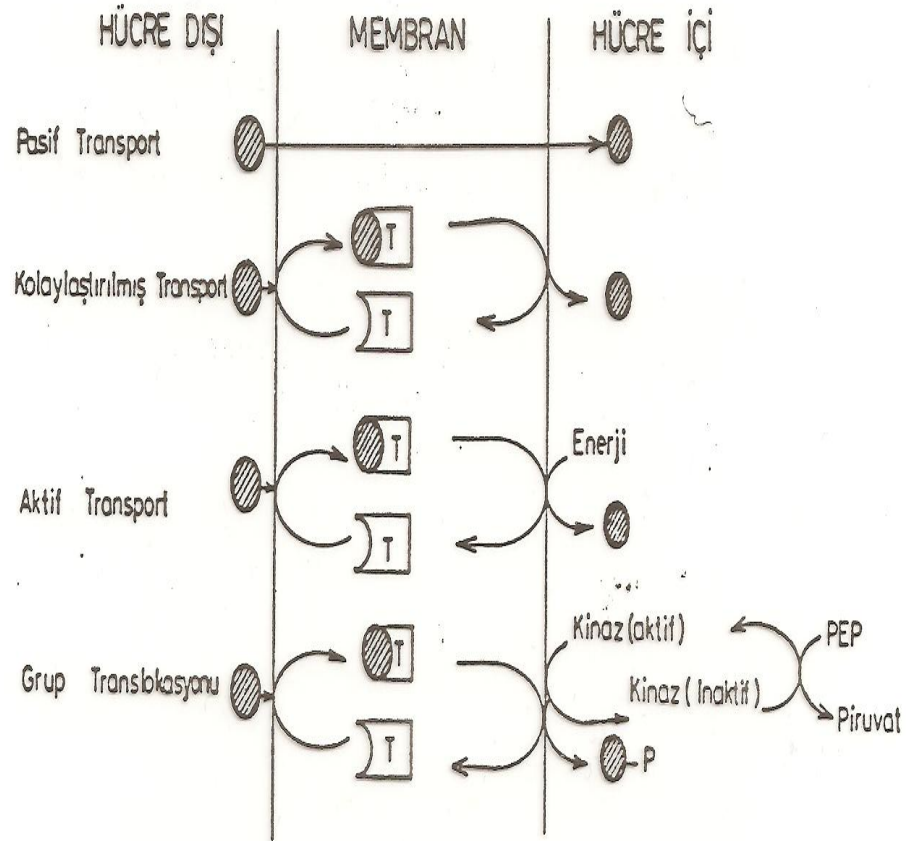 HÜCRE DIŞI MEMBRAN HÜCRE İÇİ
Pasif Transport
T
Kolaylaştırılmış Transport
T
T Enerji
Aktif Transport
T
T Kinaz (aktif) PEP
Grup Translokasyonu Kinaz (İnaktif)
Piruvat
T P